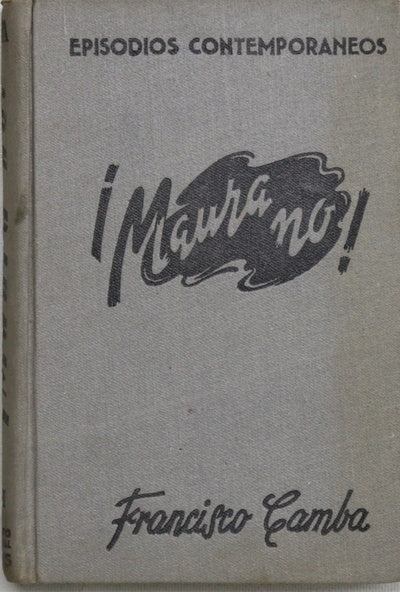 EPISODIOS CONTEMPORANEOS
¡Maura
no!
Francisco Camba